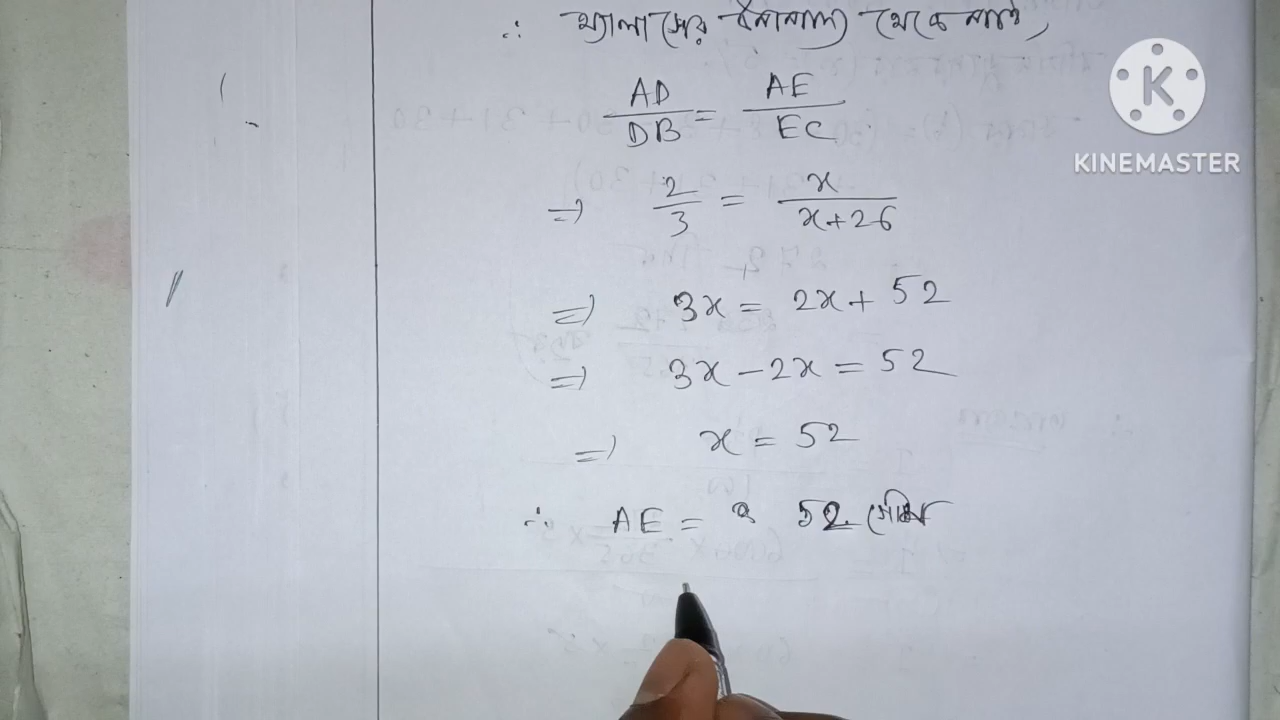 ∴ থ্যালাসের উপপাদ্য থেকে পাই,
K
KINEMASTER
AD/DB = AE/EC
⇒ 2/3 = x/x+26
⇒ 3x = 2x + 52
⇒ 3x − 2x = 52
⇒ x = 52
∴ AE = 52 সেমি